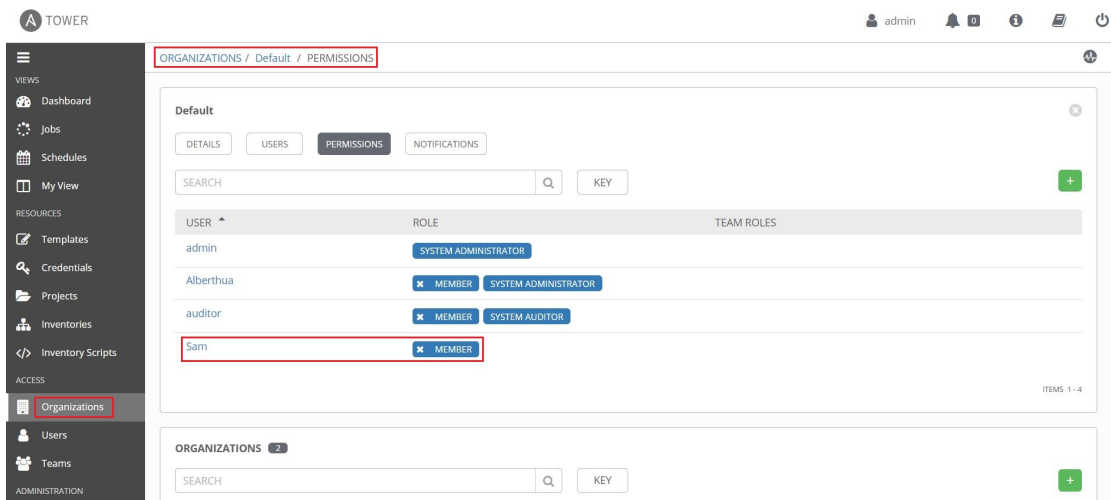 A TOWER
admin 0
VIEWS
Dashboard
Jobs
Schedules
My View
RESOURCES
Templates
Credentials
Projects
Inventories
Inventory Scripts
ACCESS
Organizations
Users
Teams
ADMINISTRATION
ORGANIZATIONS / Default / PERMISSIONS
Default
DETAILS USERS PERMISSIONS NOTIFICATIONS
SEARCH KEY +
USER ROLE TEAM ROLES
admin SYSTEM ADMINISTRATOR
Alberthua MEMBER SYSTEM ADMINISTRATOR
auditor MEMBER SYSTEM AUDITOR
Sam MEMBER
ITEMS 1 - 4
ORGANIZATIONS 2
SEARCH KEY +